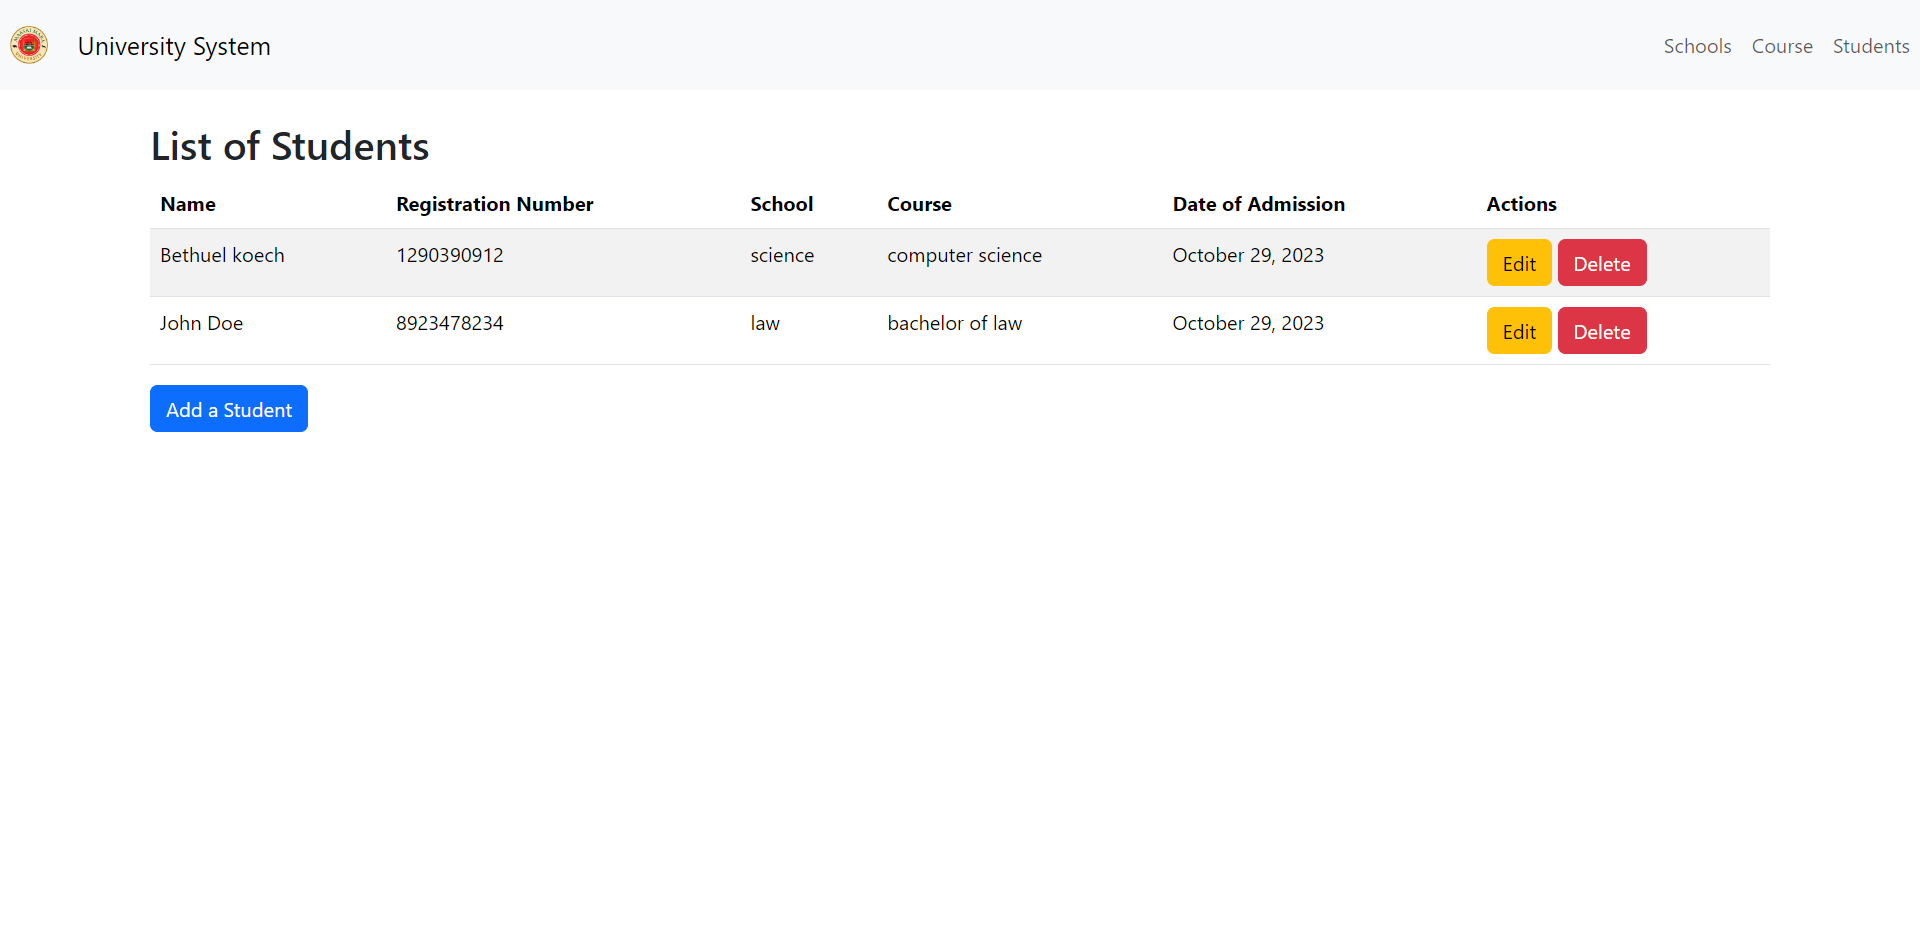 University System
Schools Course Students
List of Students
Name Registration Number School Course Date of Admission Actions
Bethuel koech 1290390912 science computer science October 29, 2023 Edit Delete
John Doe 8923478234 law bachelor of law October 29, 2023 Edit Delete
Add a Student